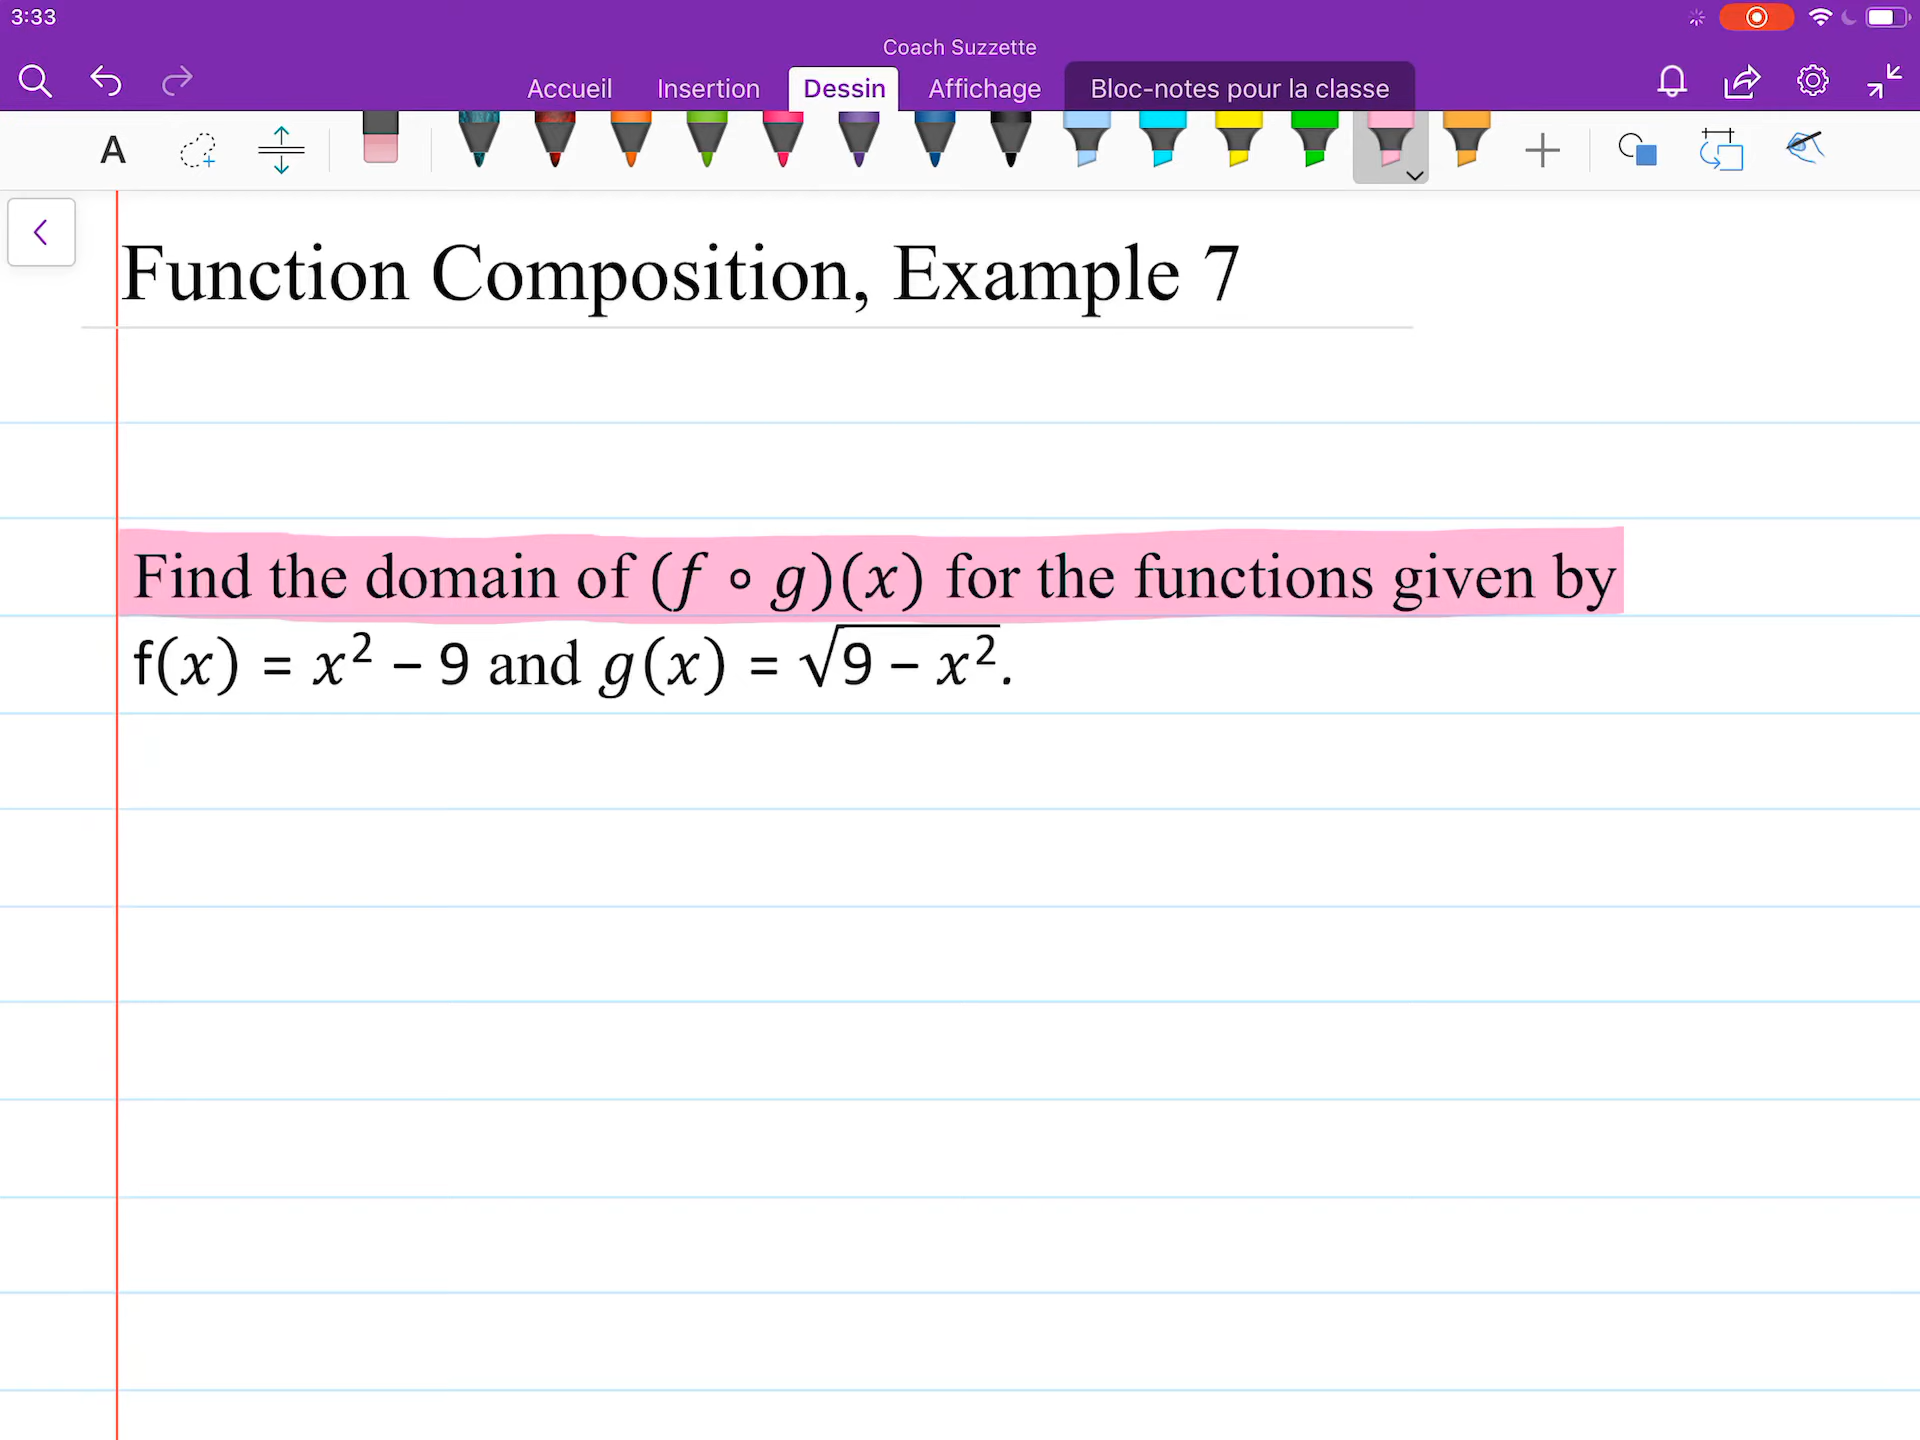 3:33
Coach Suzzette
Accueil Insertion Dessin Affichage Bloc-notes pour la classe
A
Function Composition, Example 7
Find the domain of (f ∘ g)(x) for the functions given by
f(x) = x² – 9 and g(x) = √9 – x².